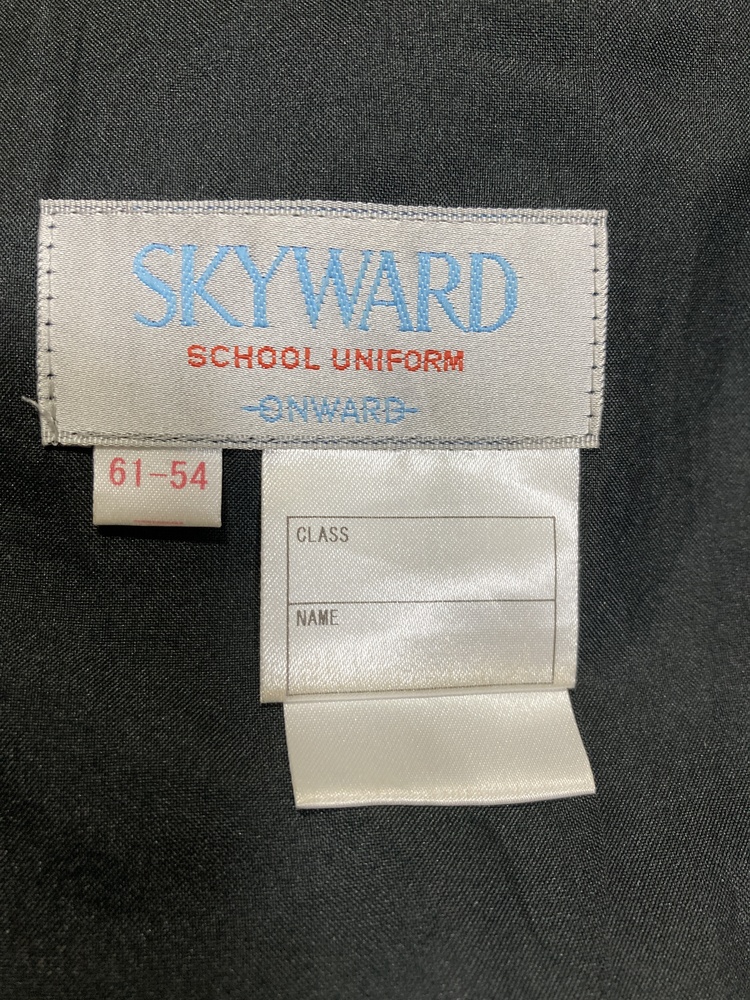 SKYWARD
SCHOOL UNIFORM
ONWARD
61-54
CLASS
NAME